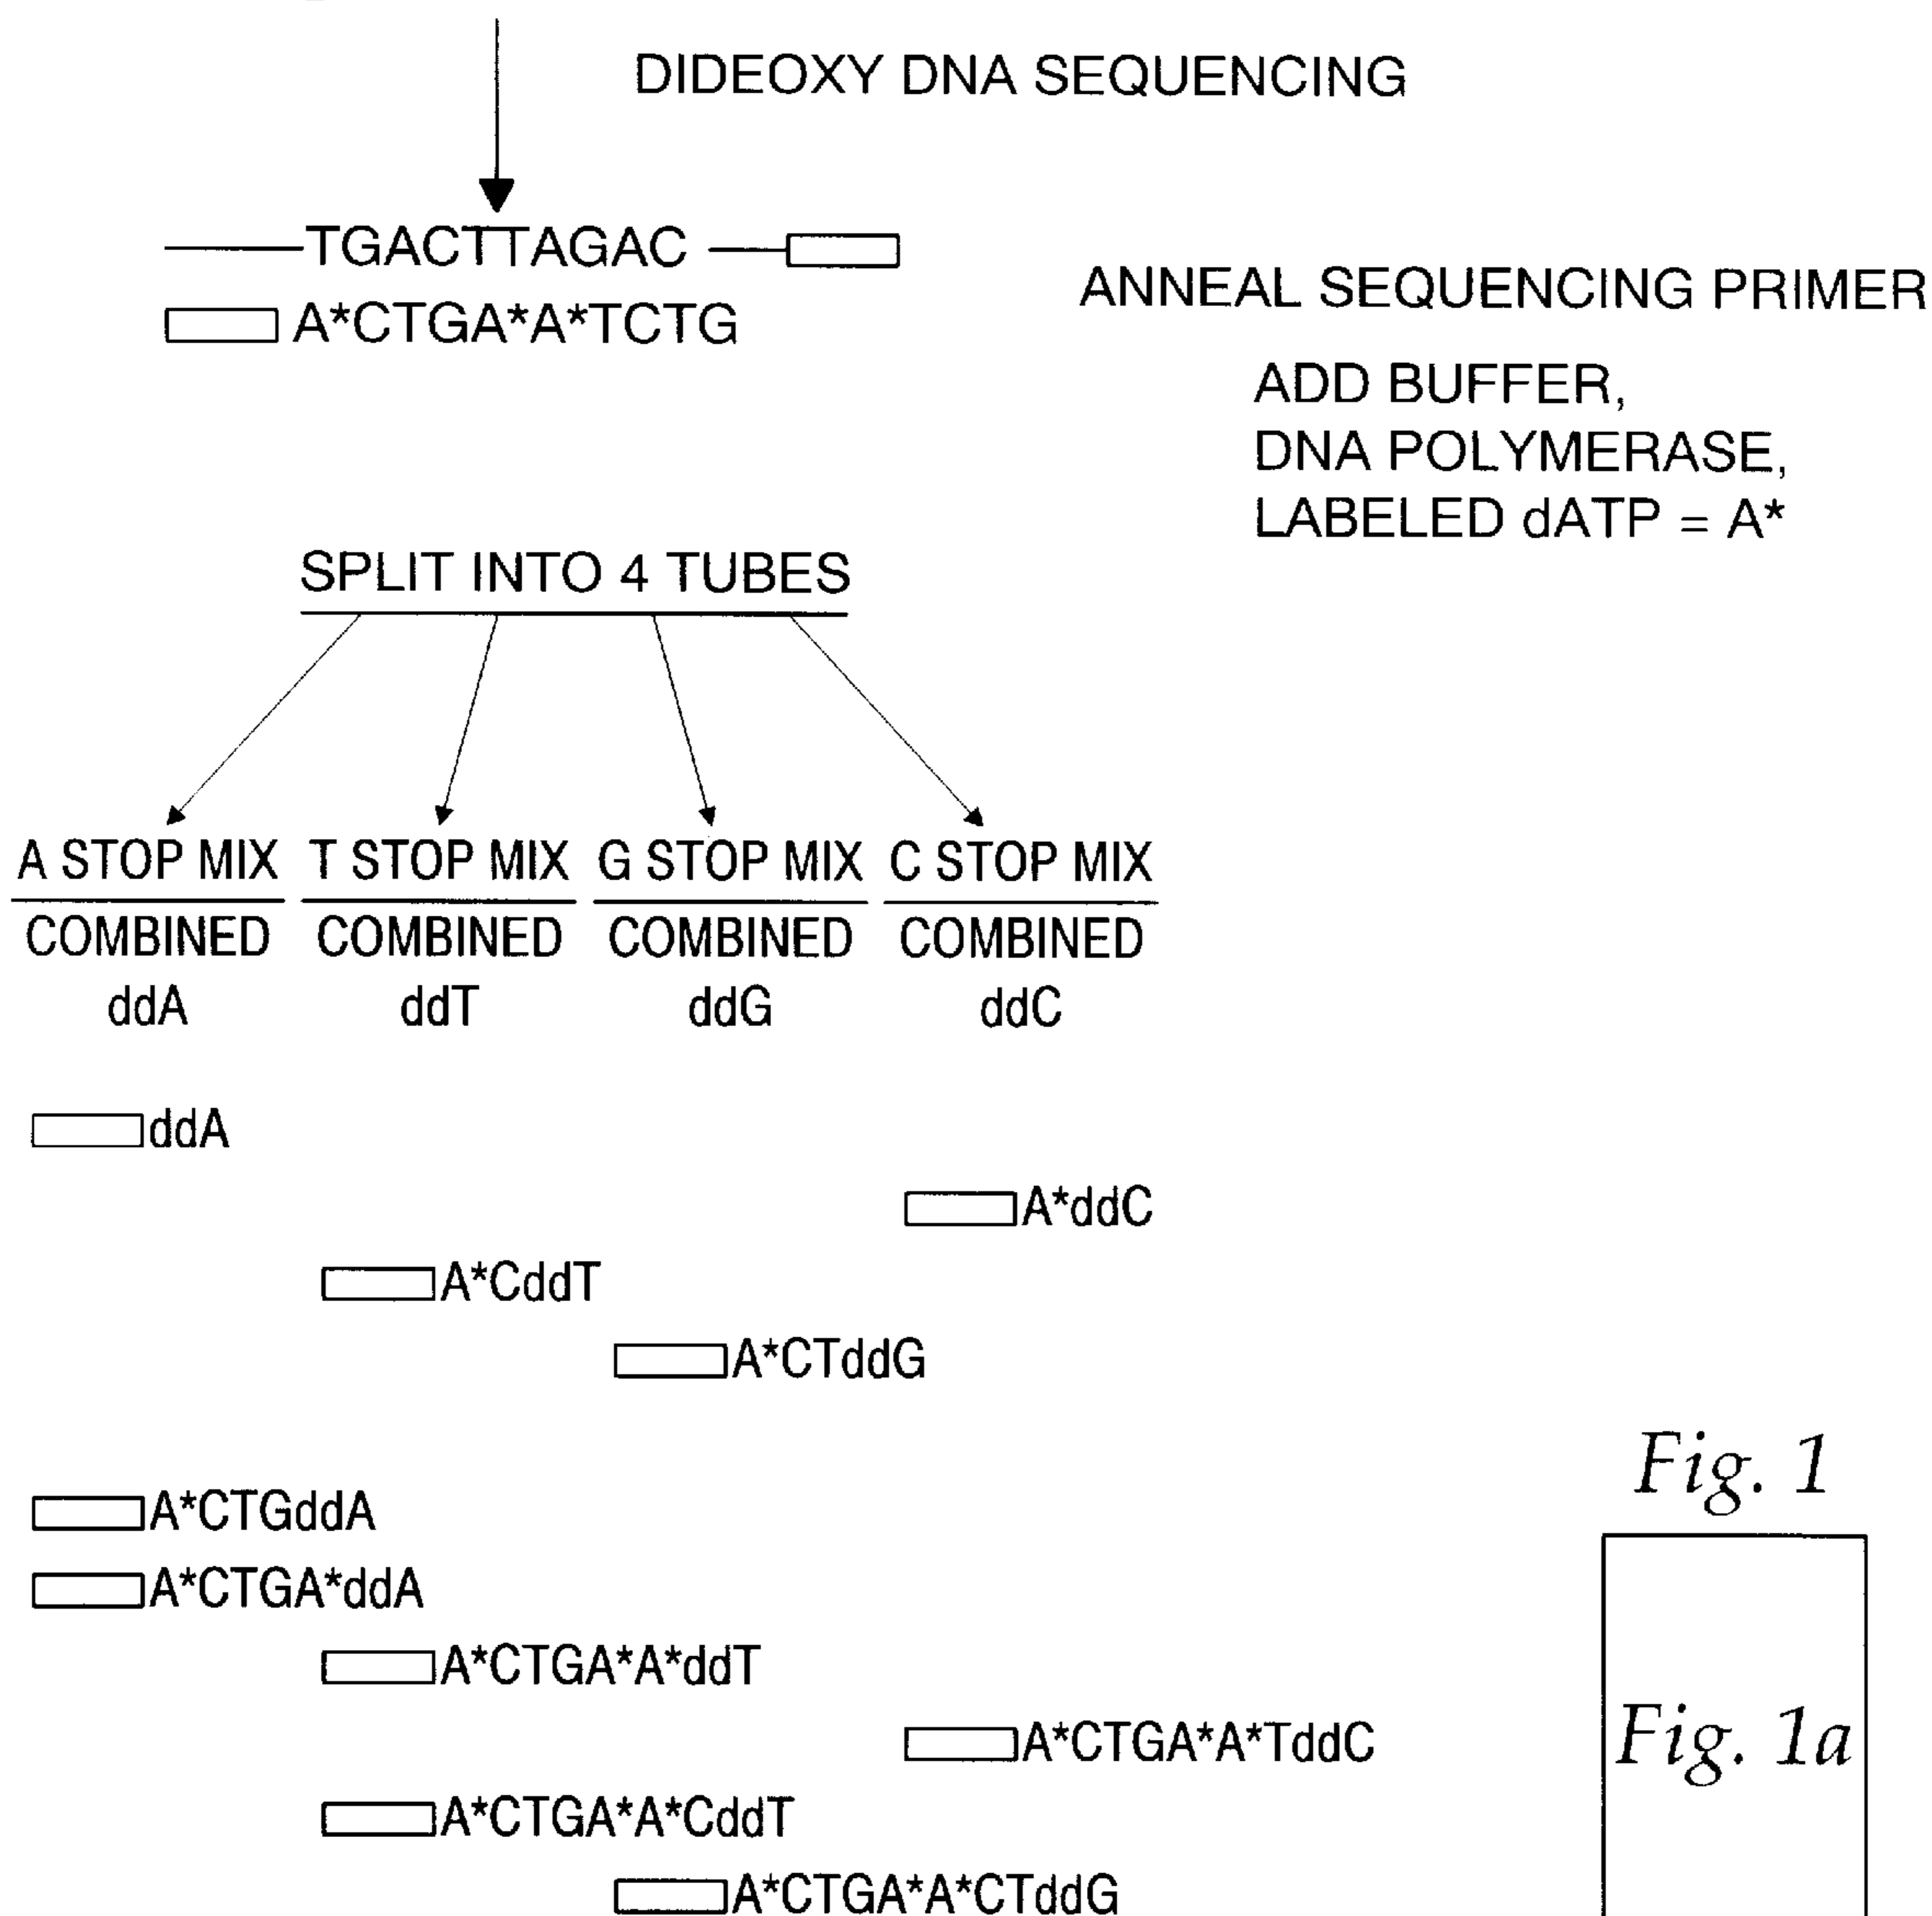 DIDEOXY DNA SEQUENCING
TGACTTAGAC
A*CTGA*A*TCTG
ANNEAL SEQUENCING PRIMER
ADD BUFFER,
DNA POLYMERASE,
LABELED dATP = A*
SPLIT INTO 4 TUBES
A STOP MIX T STOP MIX G STOP MIX C STOP MIX
COMBINED COMBINED COMBINED COMBINED
ddA ddT ddG ddC
ddA
A*ddC
A*CddT
A*CTddG
A*CTGddA
A*CTGA*ddA
A*CTGA*A*ddT
A*CTGA*A*TddC
A*CTGA*A*CddT
A*CTGA*A*CTddG
Fig. 1
Fig. 1a